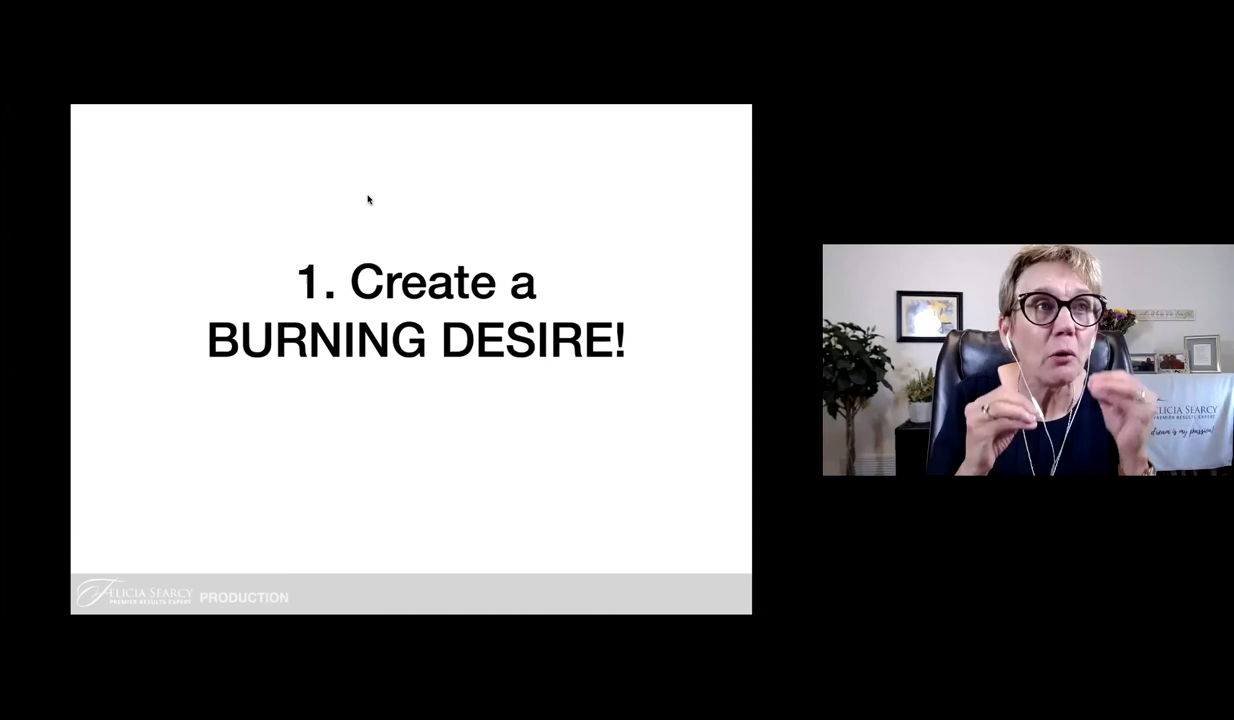 1. Create a
BURNING DESIRE!
FELICIA SEARCY
PREMIER RESULTS EXPERT
PRODUCTION
FELICIA SEARCY
PREMIER RESULTS EXPERT
dream is my passion!